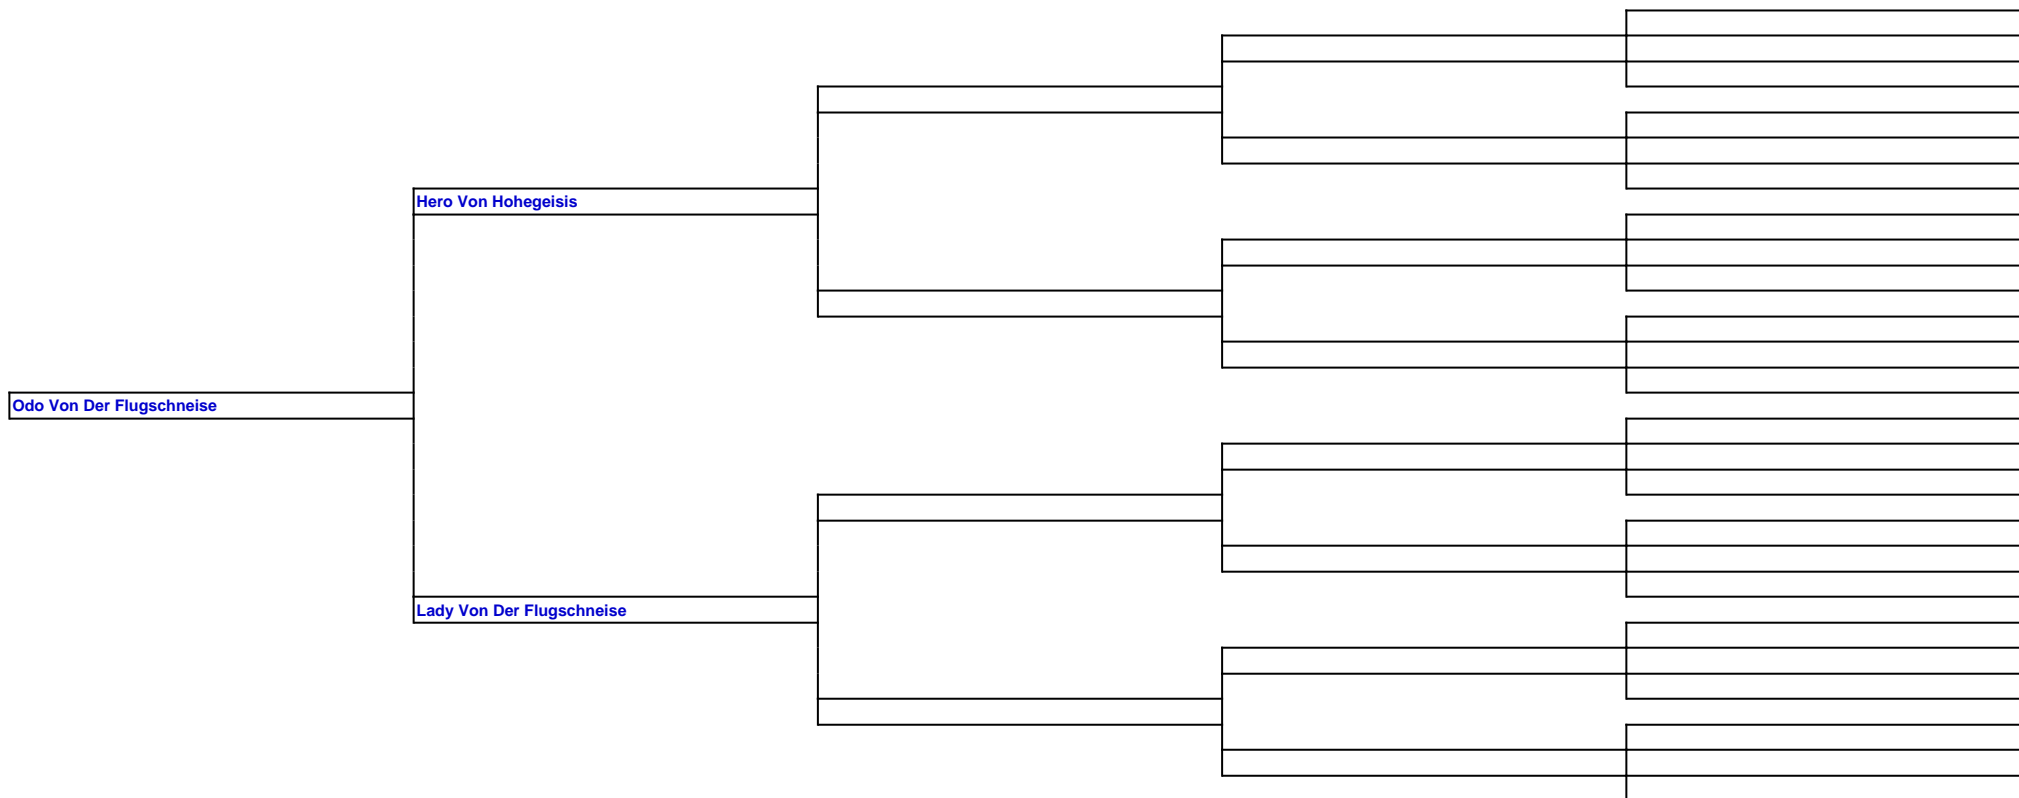 Hero Von Hohegeisis
Odo Von Der Flugschneise
Lady Von Der Flugschneise